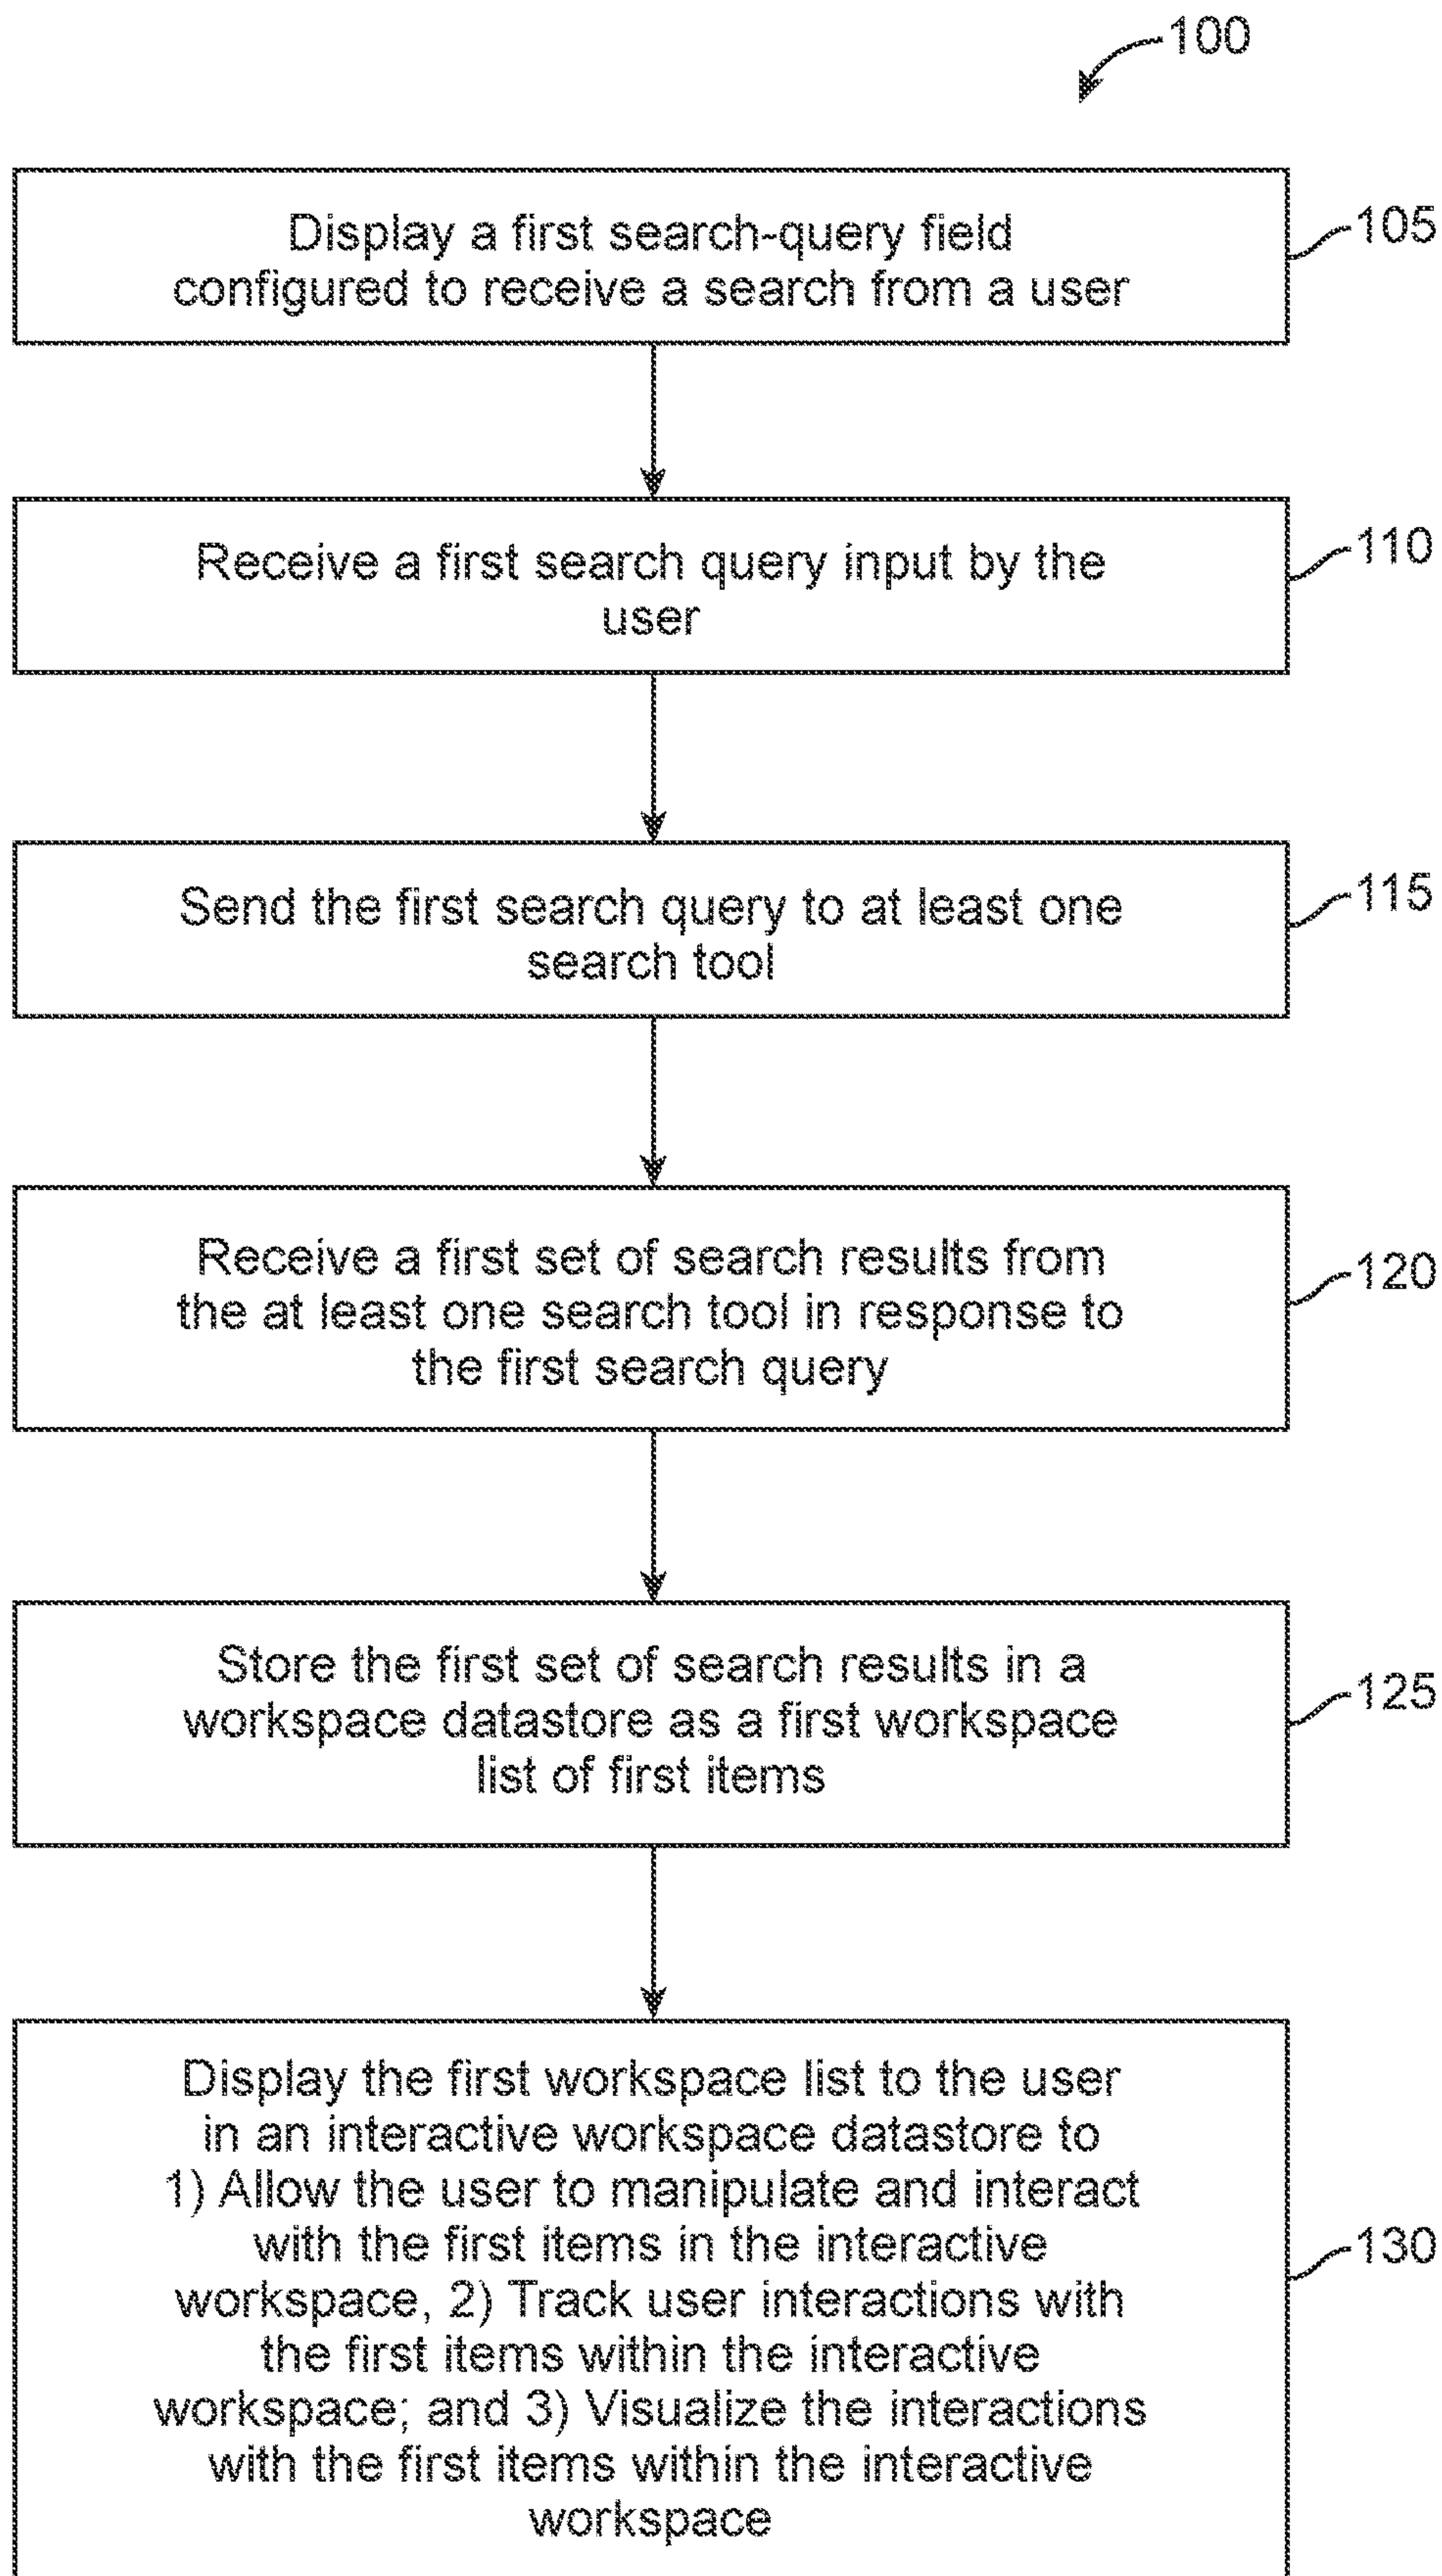 100
Display a first search-query field
configured to receive a search from a user
105
Receive a first search query input by the
user
110
Send the first search query to at least one
search tool
115
Receive a first set of search results from
the at least one search tool in response to
the first search query
120
Store the first set of search results in a
workspace datastore as a first workspace
list of first items
125
Display the first workspace list to the user
in an interactive workspace datastore to
1) Allow the user to manipulate and interact
with the first items in the interactive
workspace, 2) Track user interactions with
the first items within the interactive
workspace; and 3) Visualize the interactions
with the first items within the interactive
workspace
130